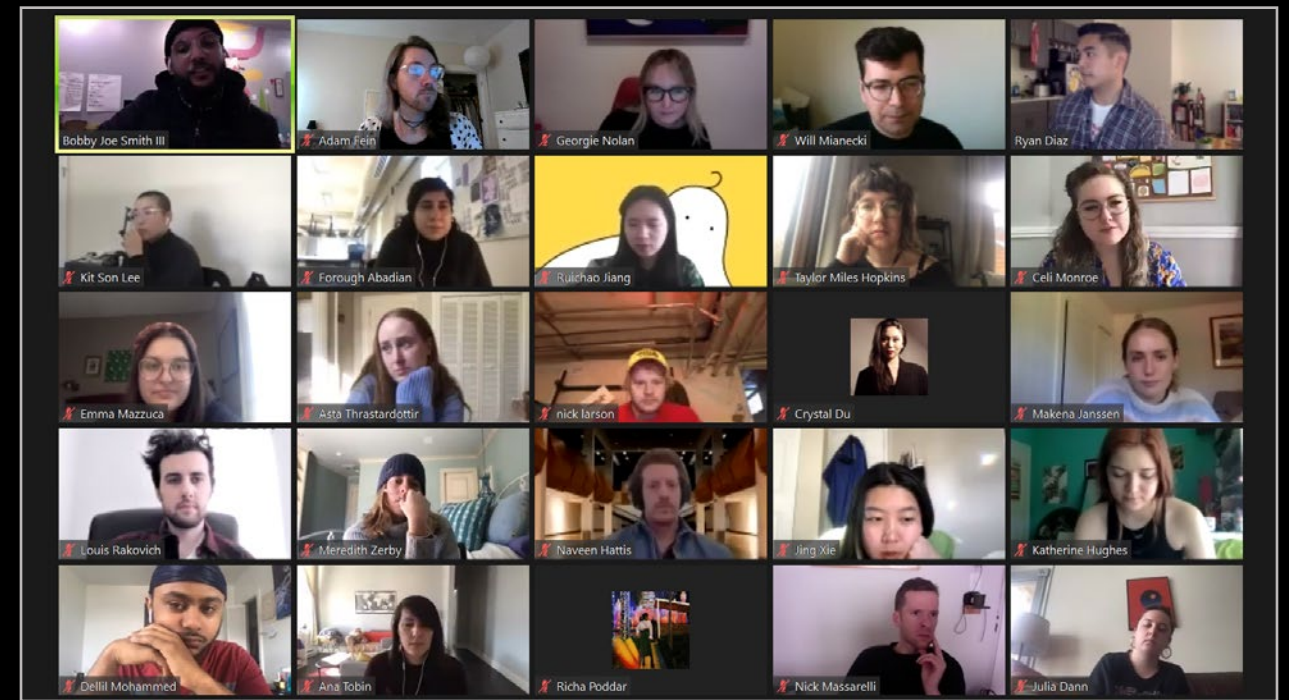 Bobby Joe Smith III
Adam Fein
Georgie Nolan
Will Mianecki
Ryan Diaz
Kit Son Lee
Forough Abadian
Ruichao Jiang
Taylor Miles Hopkins
Celi Monroe
Emma Mazzuca
Asta Thrastardottir
nick larson
Crystal Du
Makena Janssen
Louis Rakovich
Meredith Zerby
Naveen Hattis
Jing Xie
Katherine Hughes
Dellil Mohammed
Ana Tobin
Richa Poddar
Nick Massarelli
Julia Dann